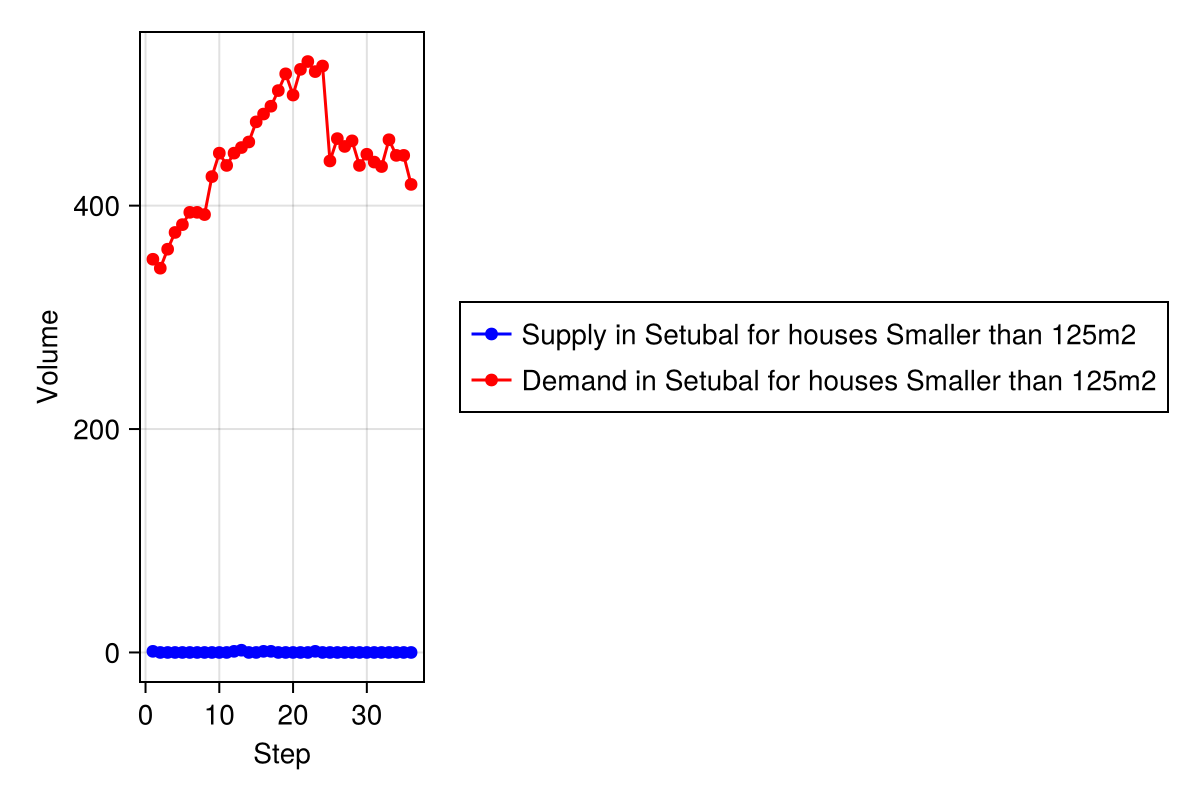 Volume
400
200
0
0 10 20 30
Step
Supply in Setubal for houses Smaller than 125m2
Demand in Setubal for houses Smaller than 125m2